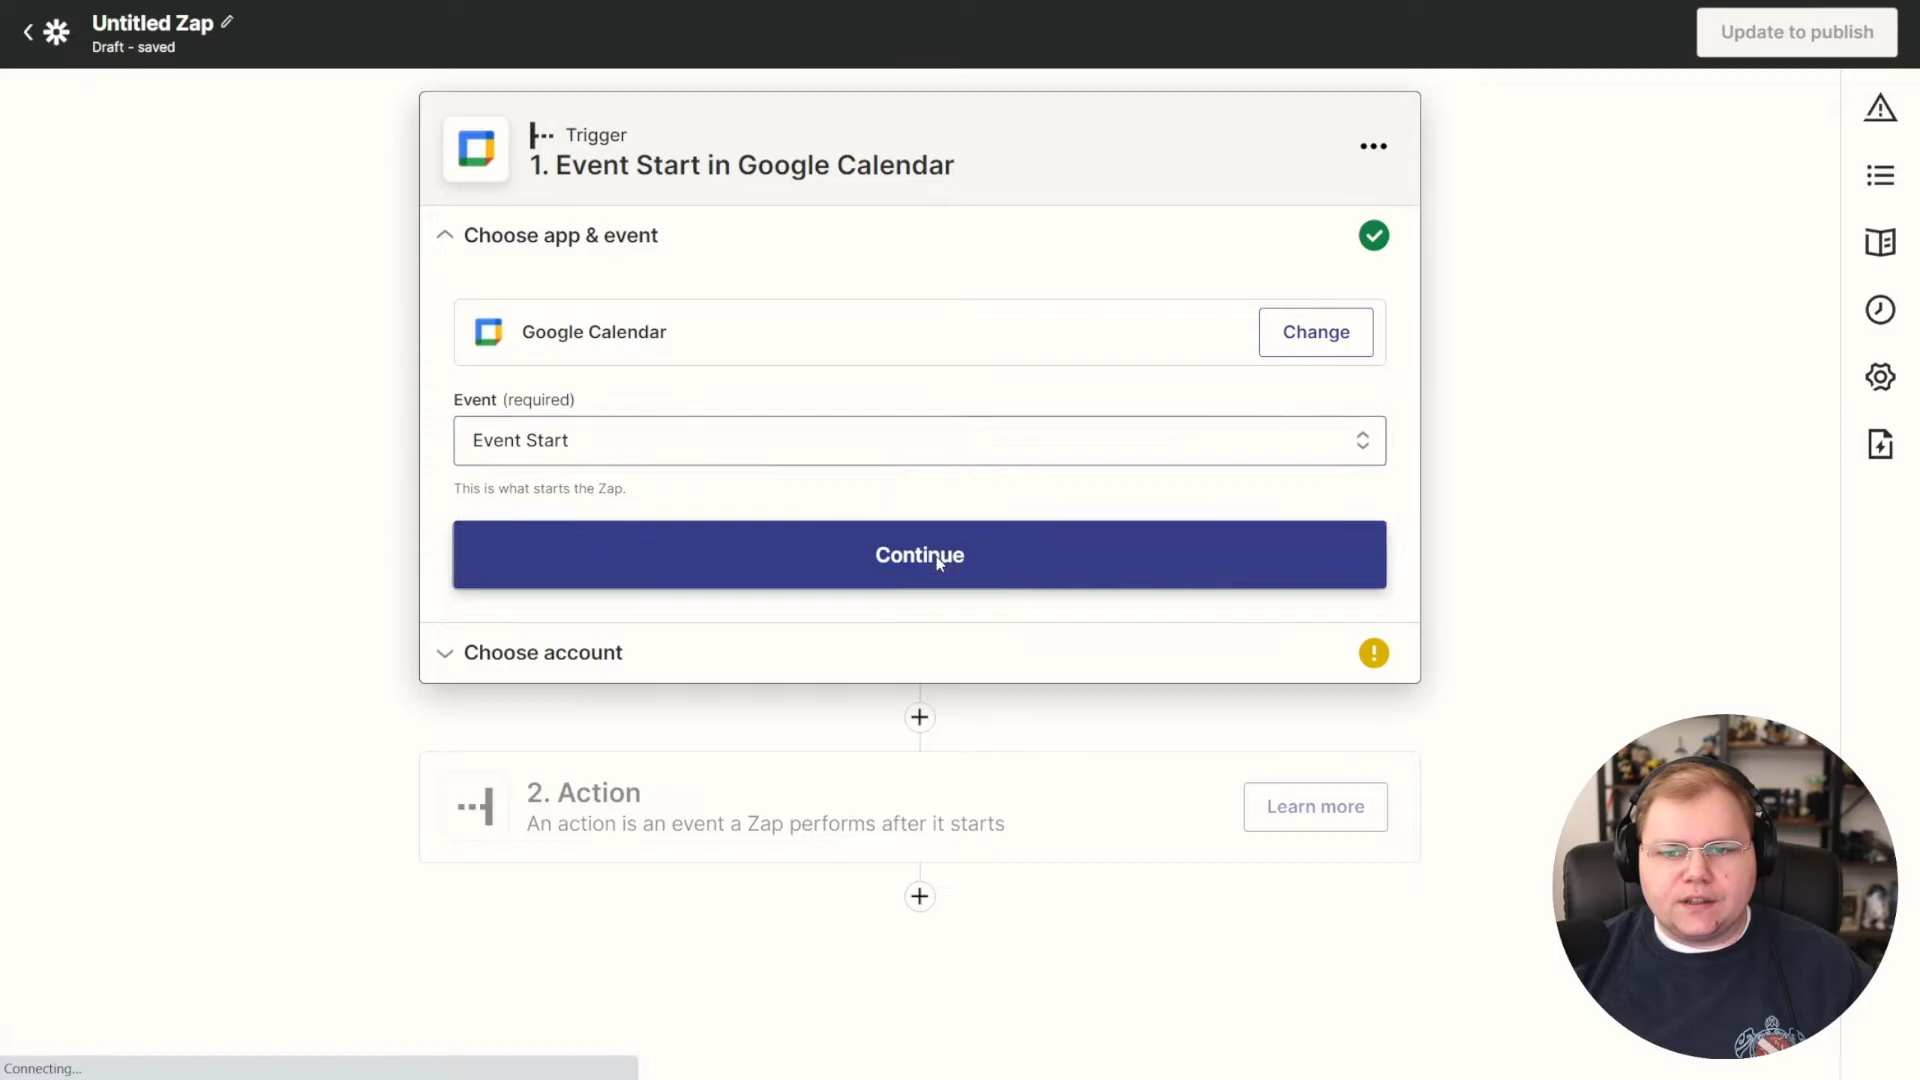 Untitled Zap
Draft - saved
Update to publish
Trigger
1. Event Start in Google Calendar
Choose app & event
Google Calendar
Change
Event (required)
Event Start
This is what starts the Zap.
Continue
Choose account
2. Action
An action is an event a Zap performs after it starts
Learn more
Connecting...